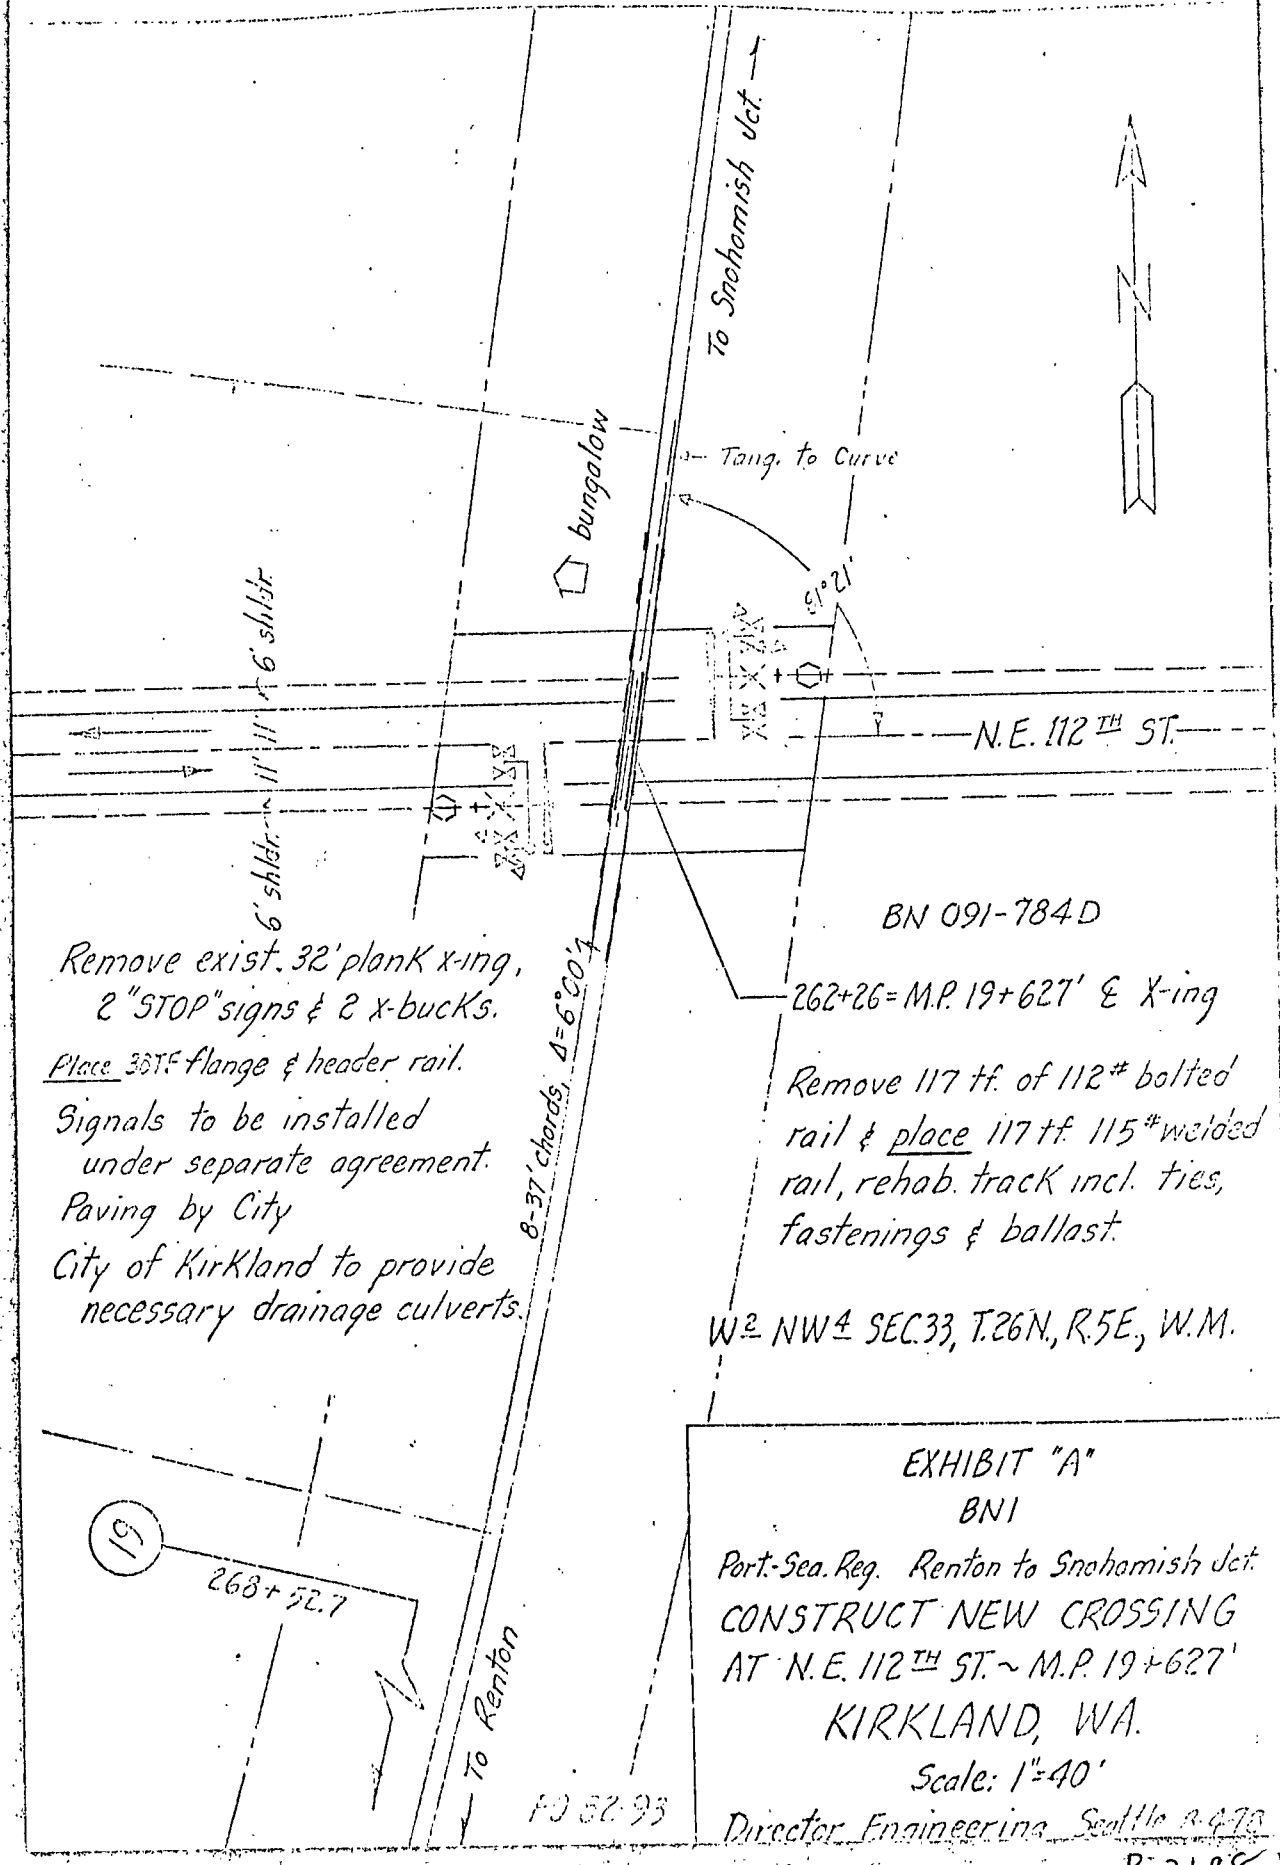 To Snohomish Jct.
N
bungalow
Tang. to Curve
81°21'
6' shldr. ~ 11' 11' ~ 6' shldr.
N.E. 112TH ST.
BN 091-784D
Remove exist. 32' plank x-ing,
2 "STOP" signs & 2 x-bucks.
Place flange & header rail.
Signals to be installed
under separate agreement.
Paving by City
City of Kirkland to provide
necessary drainage culverts.
8-37' chords, Δ=6°00'
262+26= M.P. 19+627' ℄ X-ing
Remove 117 tf. of 112# bolted
rail & place 117 tf. 115# welded
rail, rehab. track incl. ties,
fastenings & ballast.
W2 NW4 SEC.33, T.26N., R.5E., W.M.
19
268+52.7
To Renton
EXHIBIT "A"
BNI
Port.-Sea. Reg. Renton to Snohomish Jct.
CONSTRUCT NEW CROSSING
AT N.E. 112TH ST. ~ M.P. 19+627'
KIRKLAND, WA.
Scale: 1"=40'
Director Engineering Seattle
82-93